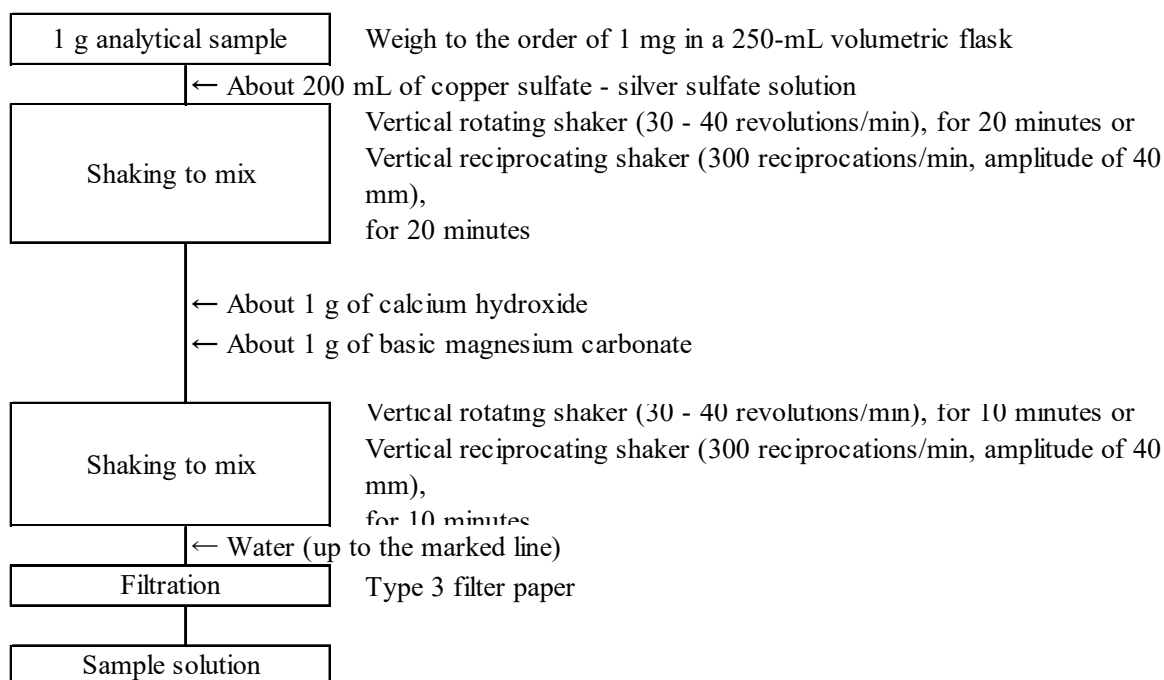 1 g analytical sample
Weigh to the order of 1 mg in a 250-mL volumetric flask
← About 200 mL of copper sulfate - silver sulfate solution
Shaking to mix
Vertical rotating shaker (30 - 40 revolutions/min), for 20 minutes or
Vertical reciprocating shaker (300 reciprocations/min, amplitude of 40
mm),
for 20 minutes
← About 1 g of calcium hydroxide
← About 1 g of basic magnesium carbonate
Shaking to mix
Vertical rotating shaker (30 - 40 revolutions/min), for 10 minutes or
Vertical reciprocating shaker (300 reciprocations/min, amplitude of 40
mm),
for 10 minutes
← Water (up to the marked line)
Filtration
Type 3 filter paper
Sample solution